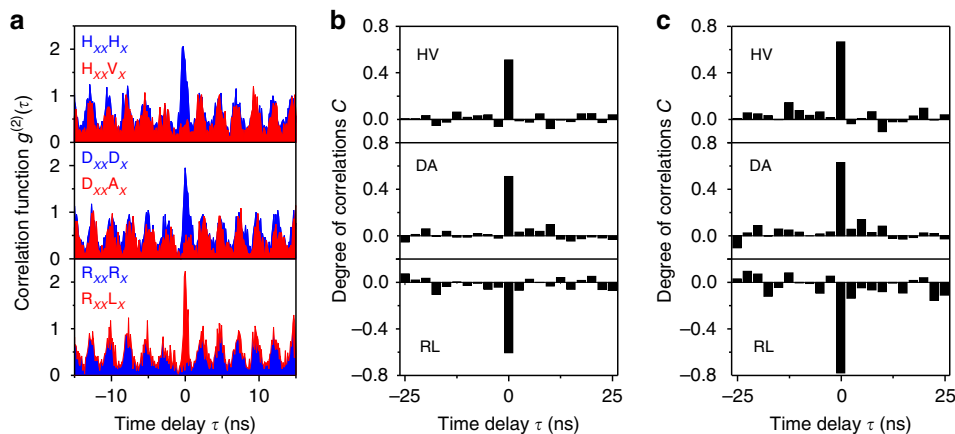 a
Correlation function g(2)(τ)
2
1
0
2
1
0
2
1
0
HXXHX
HXXVX
DXXDX
DXXAX
RXXRX
RXXLX
−10
0
10
Time delay τ (ns)
b
Degree of correlations C
0.8
0.4
0.0
0.4
0.0
0.0
−0.4
−0.8
HV
DA
RL
−25
0
25
Time delay τ (ns)
c
Degree of correlations C
0.8
0.4
0.0
0.4
0.0
0.0
−0.4
−0.8
HV
DA
RL
−25
0
25
Time delay τ (ns)